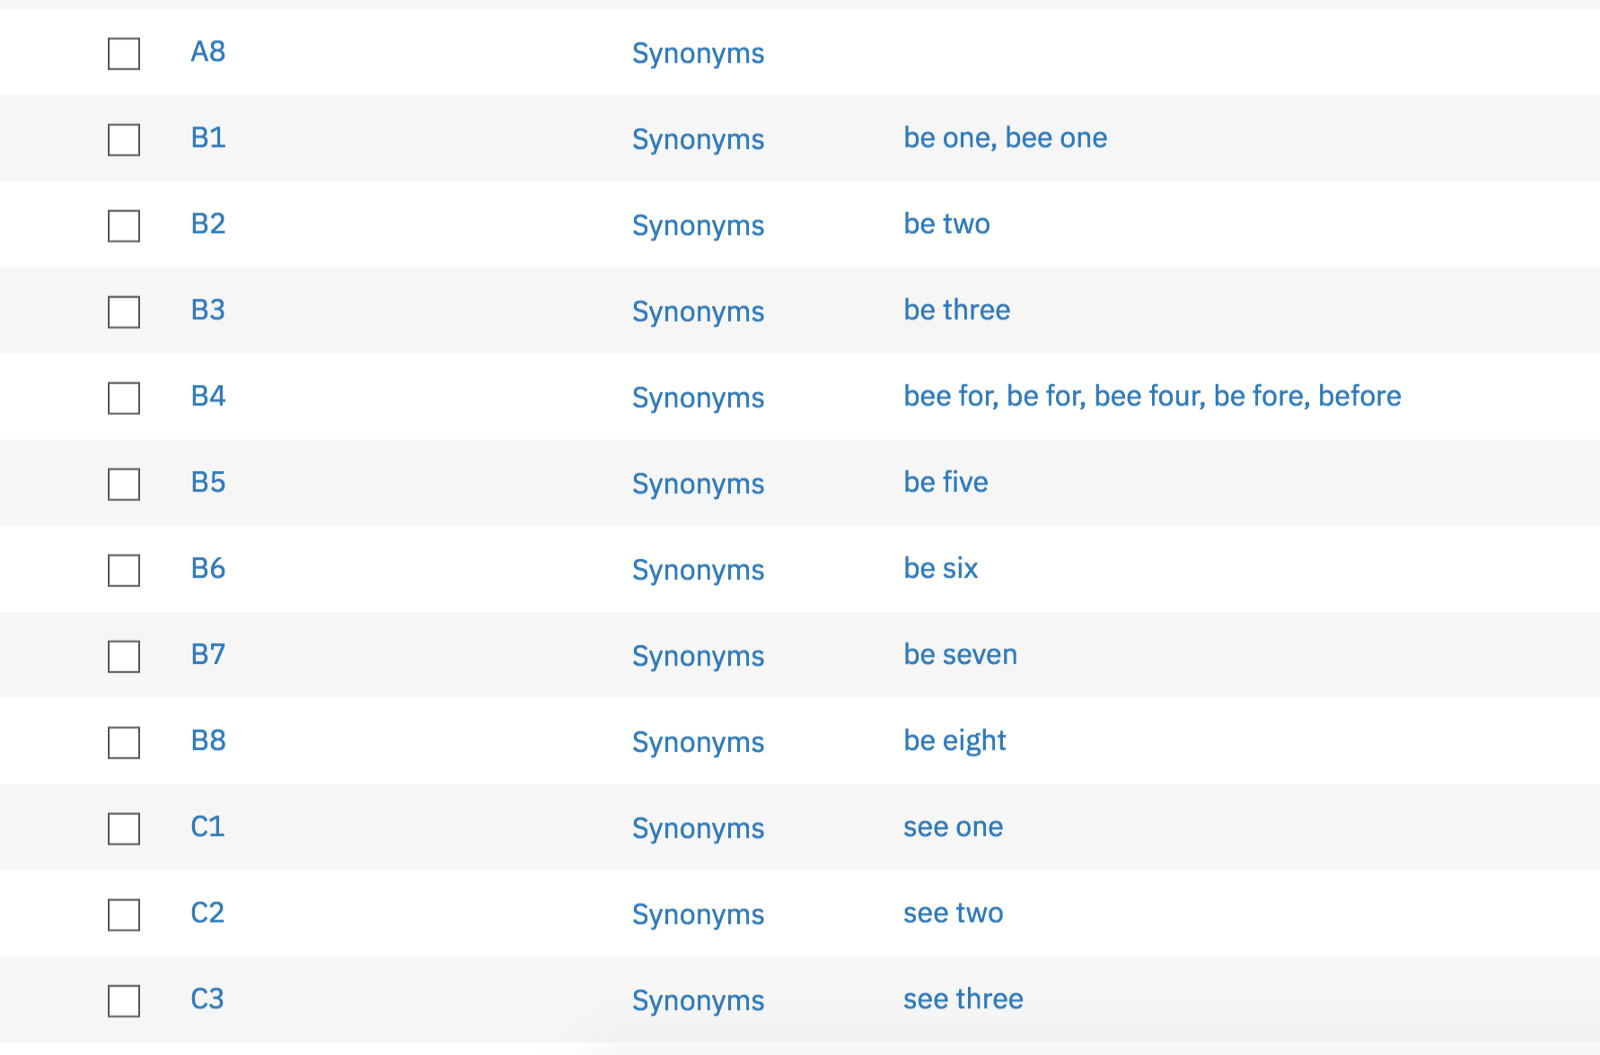 A8 Synonyms
B1 Synonyms be one, bee one
B2 Synonyms be two
B3 Synonyms be three
B4 Synonyms bee for, be for, bee four, be fore, before
B5 Synonyms be five
B6 Synonyms be six
B7 Synonyms be seven
B8 Synonyms be eight
C1 Synonyms see one
C2 Synonyms see two
C3 Synonyms see three